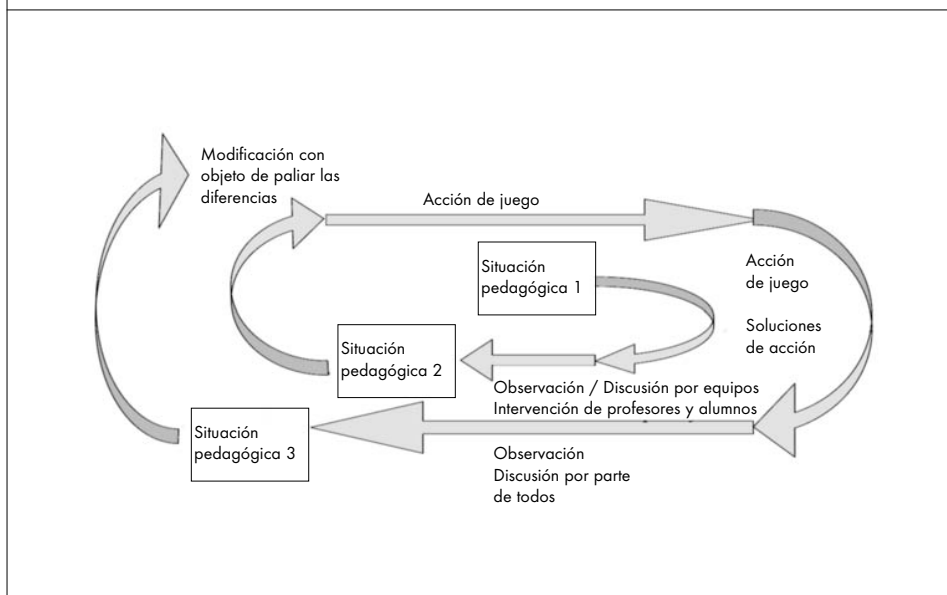 Modificación con
objeto de paliar las
diferencias
Acción de juego
Situación
pedagógica 1
Acción
de juego
Soluciones
de acción
Situación
pedagógica 2
Observación / Discusión por equipos
Intervención de profesores y alumnos
Situación
pedagógica 3
Observación
Discusión por parte
de todos